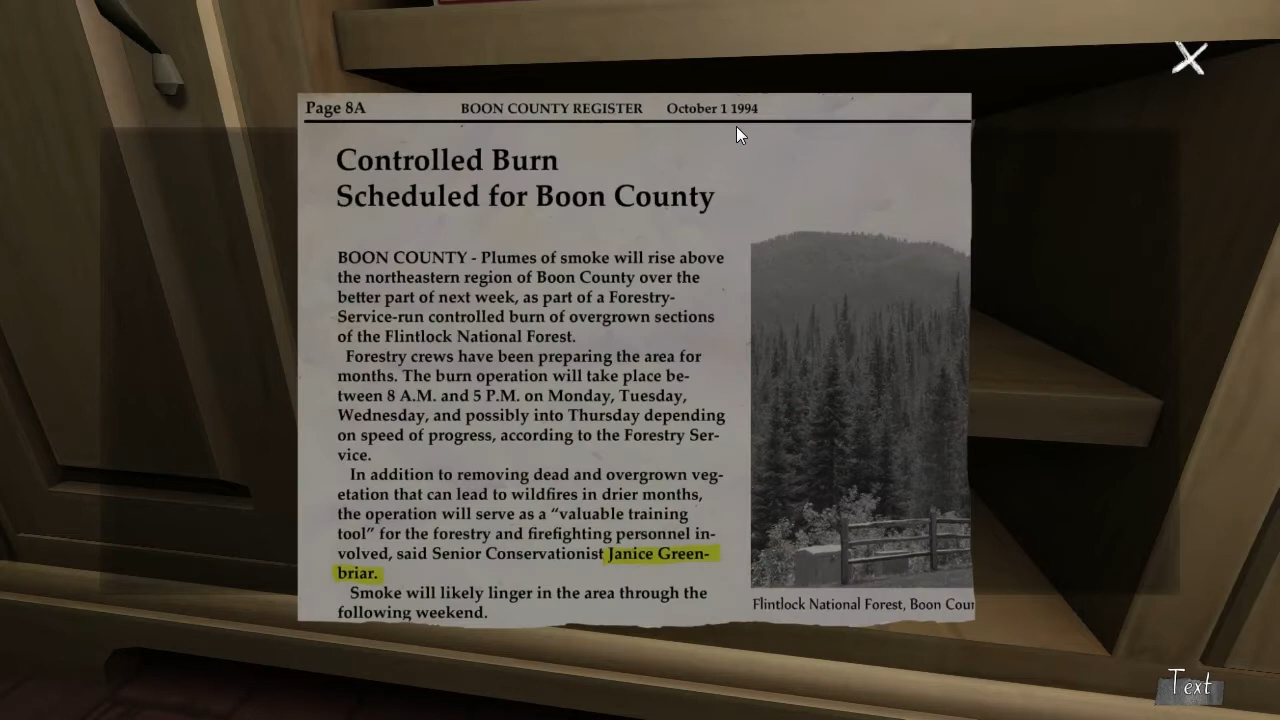 Page 8A BOON COUNTY REGISTER October 1 1994
Controlled Burn
Scheduled for Boon County
BOON COUNTY - Plumes of smoke will rise above
the northeastern region of Boon County over the
better part of next week, as part of a Forestry-
Service-run controlled burn of overgrown sections
of the Flintlock National Forest.
Forestry crews have been preparing the area for
months. The burn operation will take place be-
tween 8 A.M. and 5 P.M. on Monday, Tuesday,
Wednesday, and possibly into Thursday depending
on speed of progress, according to the Forestry Ser-
vice.
In addition to removing dead and overgrown veg-
etation that can lead to wildfires in drier months,
the operation will serve as a “valuable training
tool” for the forestry and firefighting personnel in-
volved, said Senior Conservationist Janice Green-
briar.
Smoke will likely linger in the area through the
following weekend.
Flintlock National Forest, Boon Coun
Text